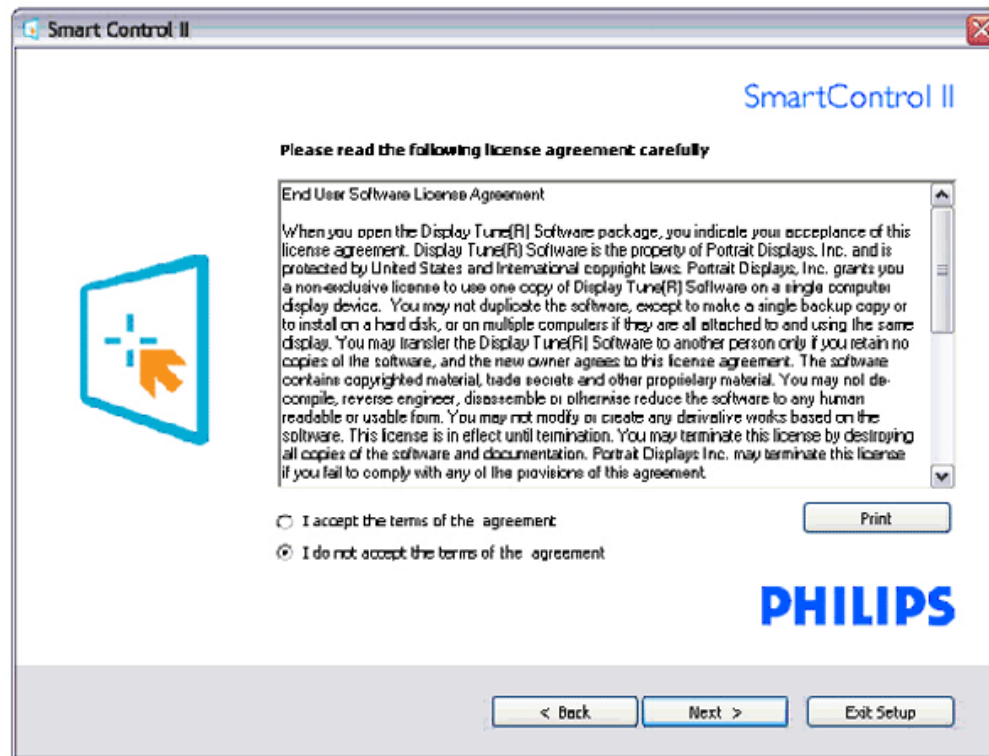 Smart Control II
SmartControl II
Please read the following license agreement carefully
End User Software License Agreement
When you open the Display Tune(R) Software package, you indicate your acceptance of this
license agreement. Display Tune(R) Software is the property of Portrait Displays, Inc. and is
protected by United States and International copyright laws. Portrait Displays, Inc. grants you
a non-exclusive license to use one copy of Display Tune(R) Software on a single computer
display device.  You may not duplicate the software, except to make a single backup copy or
to install on a hard disk, or on multiple computers if they are all attached to and using the same
display. You may transfer the Display Tune(R) Software to another person only if you retain no
copies of the software, and the new owner agrees to this license agreement. The software
contains copyrighted material, trade secrets and other proprietary material. You may not de-
compile, reverse engineer, disassemble or otherwise reduce the software to any human
readable or usable form. You may not modify or create any derivative works based on the
software. This license is in effect until termination. You may terminate this license by destroying
all copies of the software and documentation. Portrait Displays Inc. may terminate this license
if you fail to comply with any of the provisions of this agreement.
I accept the terms of the  agreement
Print
I do not accept the terms of the  agreement
PHILIPS
< Back
Next >
Exit Setup